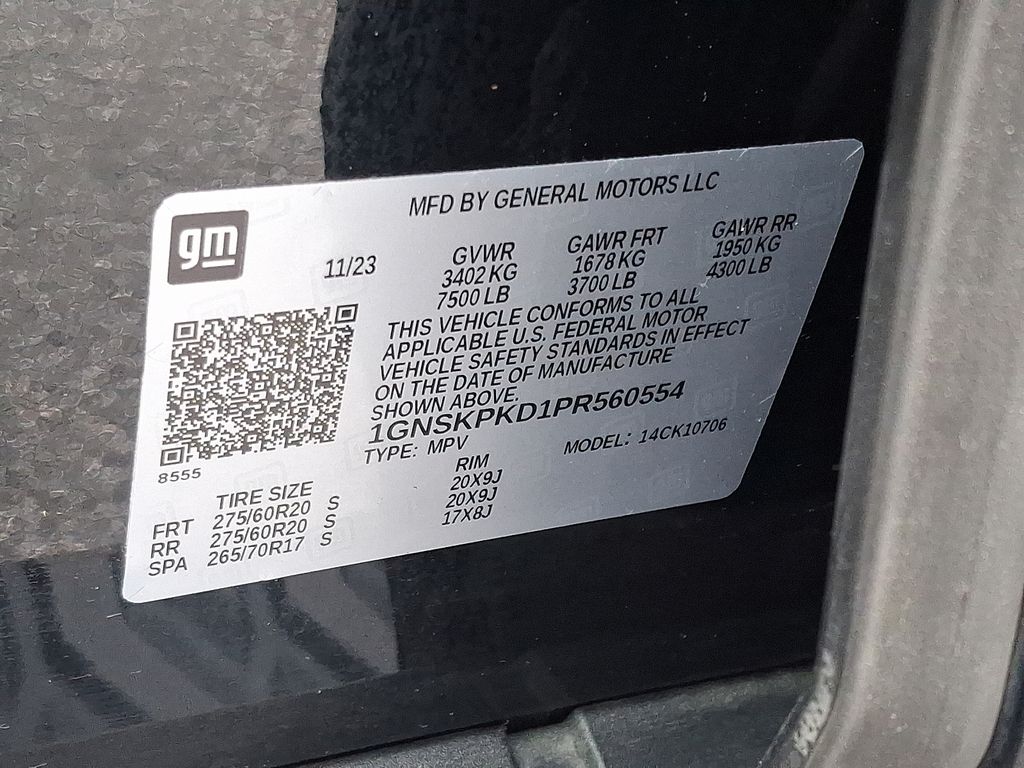 MFD BY GENERAL MOTORS LLC
gm
11/23
GVWR GAWR FRT GAWR RR
3402 KG 1678 KG 1950 KG
7500 LB 3700 LB 4300 LB
THIS VEHICLE CONFORMS TO ALL
APPLICABLE U.S. FEDERAL MOTOR
VEHICLE SAFETY STANDARDS IN EFFECT
ON THE DATE OF MANUFACTURE
SHOWN ABOVE.
1GNSKPKD1PR560554
TYPE: MPV MODEL: 14CK10706
8555
TIRE SIZE RIM
FRT 275/60R20 S 20X9J
RR 275/60R20 S 20X9J
SPA 265/70R17 S 17X8J